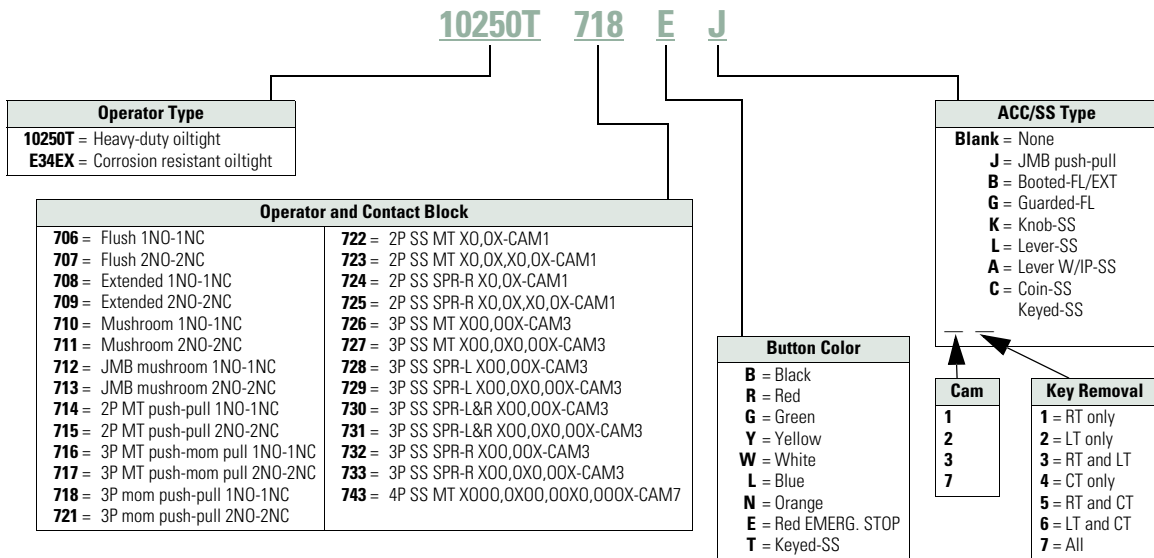 10250T 718 E J
Operator Type
10250T = Heavy-duty oiltight
E34EX = Corrosion resistant oiltight
Operator and Contact Block
706 = Flush 1NO-1NC
707 = Flush 2NO-2NC
708 = Extended 1NO-1NC
709 = Extended 2NO-2NC
710 = Mushroom 1NO-1NC
711 = Mushroom 2NO-2NC
712 = JMB mushroom 1NO-1NC
713 = JMB mushroom 2NO-2NC
714 = 2P MT push-pull 1NO-1NC
715 = 2P MT push-pull 2NO-2NC
716 = 3P MT push-mom pull 1NO-1NC
717 = 3P MT push-mom pull 2NO-2NC
718 = 3P mom push-pull 1NO-1NC
721 = 3P mom push-pull 2NO-2NC
722 = 2P SS MT XO,OX-CAM1
723 = 2P SS MT XO,OX,XO,OX-CAM1
724 = 2P SS SPR-R XO,OX-CAM1
725 = 2P SS SPR-R XO,OX,XO,OX-CAM1
726 = 3P SS MT XOO,OOX-CAM3
727 = 3P SS MT XOO,OXO,OOX-CAM3
728 = 3P SS SPR-L XOO,OOX-CAM3
729 = 3P SS SPR-L XOO,OXO,OOX-CAM3
730 = 3P SS SPR-L&R XOO,OOX-CAM3
731 = 3P SS SPR-L&R XOO,OXO,OOX-CAM3
732 = 3P SS SPR-R XOO,OOX-CAM3
733 = 3P SS SPR-R XOO,OXO,OOX-CAM3
743 = 4P SS MT XOOO,OXOO,OOXO,OOOX-CAM7
Button Color
B = Black
R = Red
G = Green
Y = Yellow
W = White
L = Blue
N = Orange
E = Red EMERG. STOP
T = Keyed-SS
ACC/SS Type
Blank = None
J = JMB push-pull
B = Booted-FL/EXT
G = Guarded-FL
K = Knob-SS
L = Lever-SS
A = Lever W/IP-SS
C = Coin-SS
Keyed-SS
Cam
1
2
3
7
Key Removal
1 = RT only
2 = LT only
3 = RT and LT
4 = CT only
5 = RT and CT
6 = LT and CT
7 = All